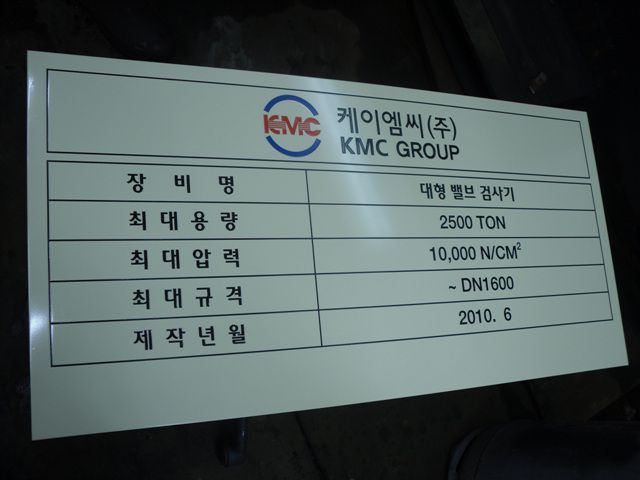 KMC 케이엠씨(주)
KMC GROUP
장 비 명 대형 밸브 검사기
최 대 용 량 2500 TON
최 대 압 력 10,000 N/CM²
최 대 규 격 ~ DN1600
제 작 년 월 2010. 6